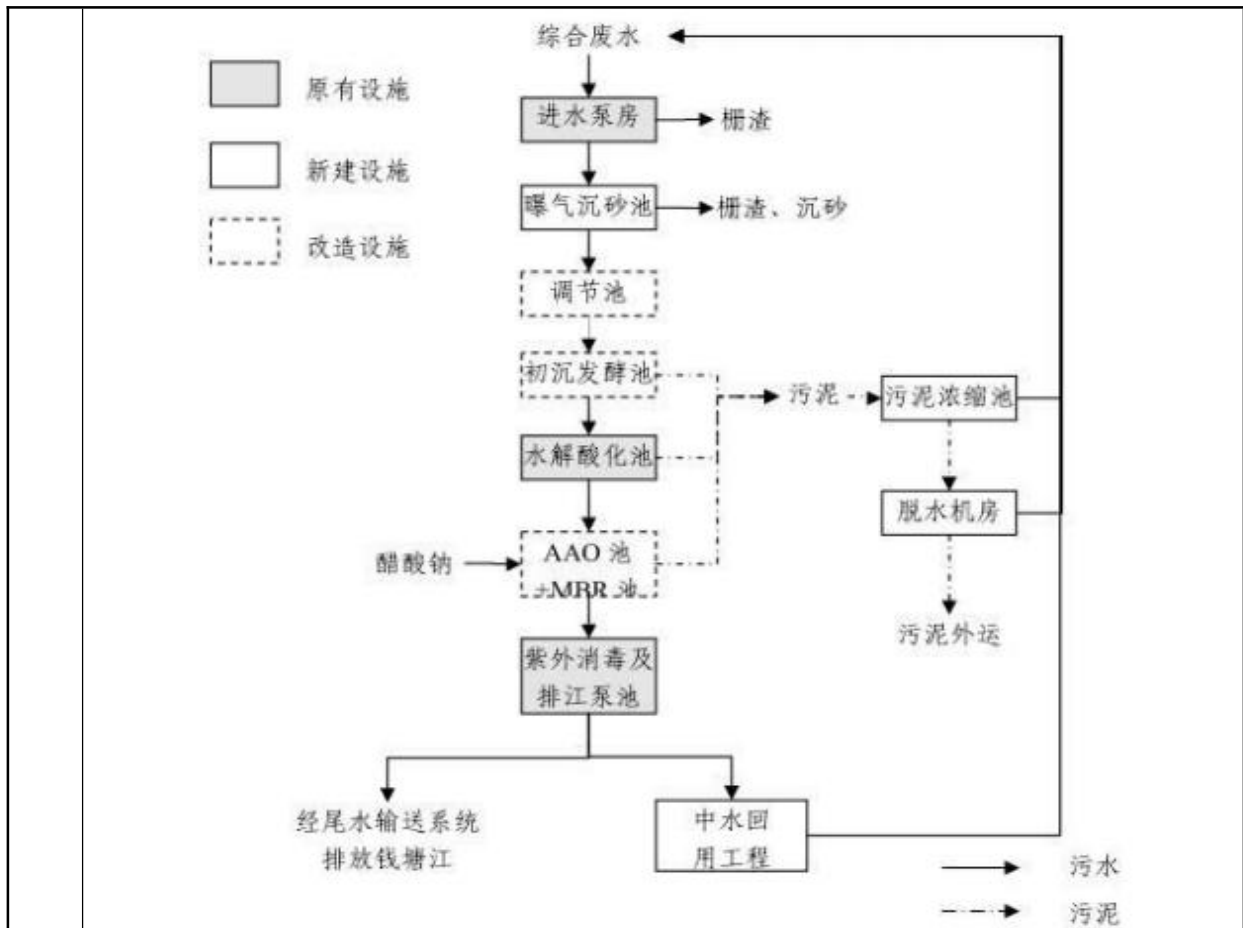 综合废水
原有设施
进水泵房
栅渣
新建设施
曝气沉砂池
栅渣、沉砂
改造设施
调节池
初沉发酵池
污泥
污泥浓缩池
水解酸化池
脱水机房
醋酸钠
AAO 池
+MBR 池
污泥外运
紫外消毒及
排江泵池
经尾水输送系统
排放钱塘江
中水回
用工程
污水
污泥